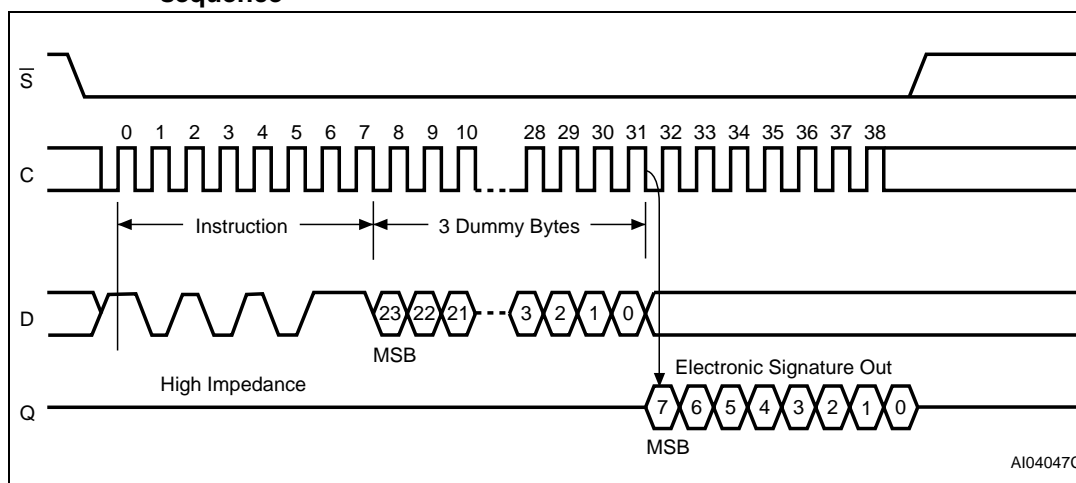 S
0 1 2 3 4 5 6 7 8 9 10 28 29 30 31 32 33 34 35 36 37 38
C
Instruction 3 Dummy Bytes
D 23 22 21 3 2 1 0
MSB
High Impedance Electronic Signature Out
Q 7 6 5 4 3 2 1 0
MSB